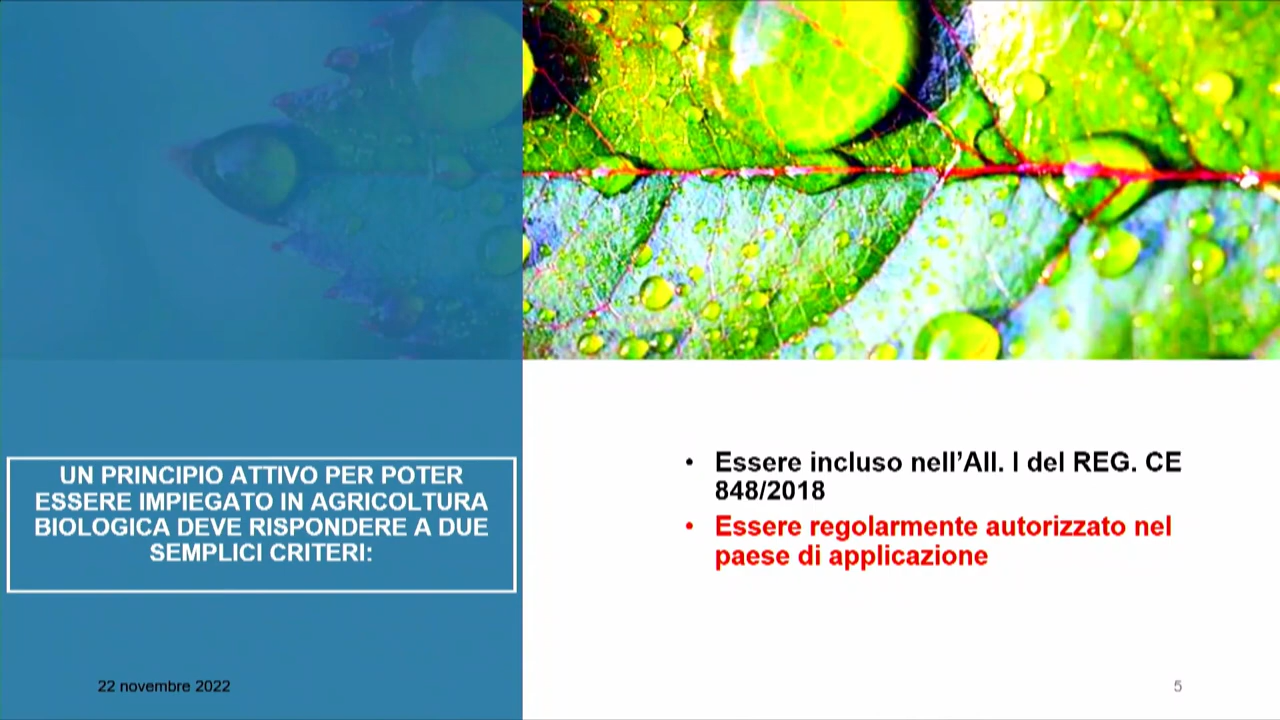 UN PRINCIPIO ATTIVO PER POTER
ESSERE IMPIEGATO IN AGRICOLTURA
BIOLOGICA DEVE RISPONDERE A DUE
SEMPLICI CRITERI:
• Essere incluso nell’All. I del REG. CE
848/2018
• Essere regolarmente autorizzato nel
paese di applicazione
22 novembre 2022
5